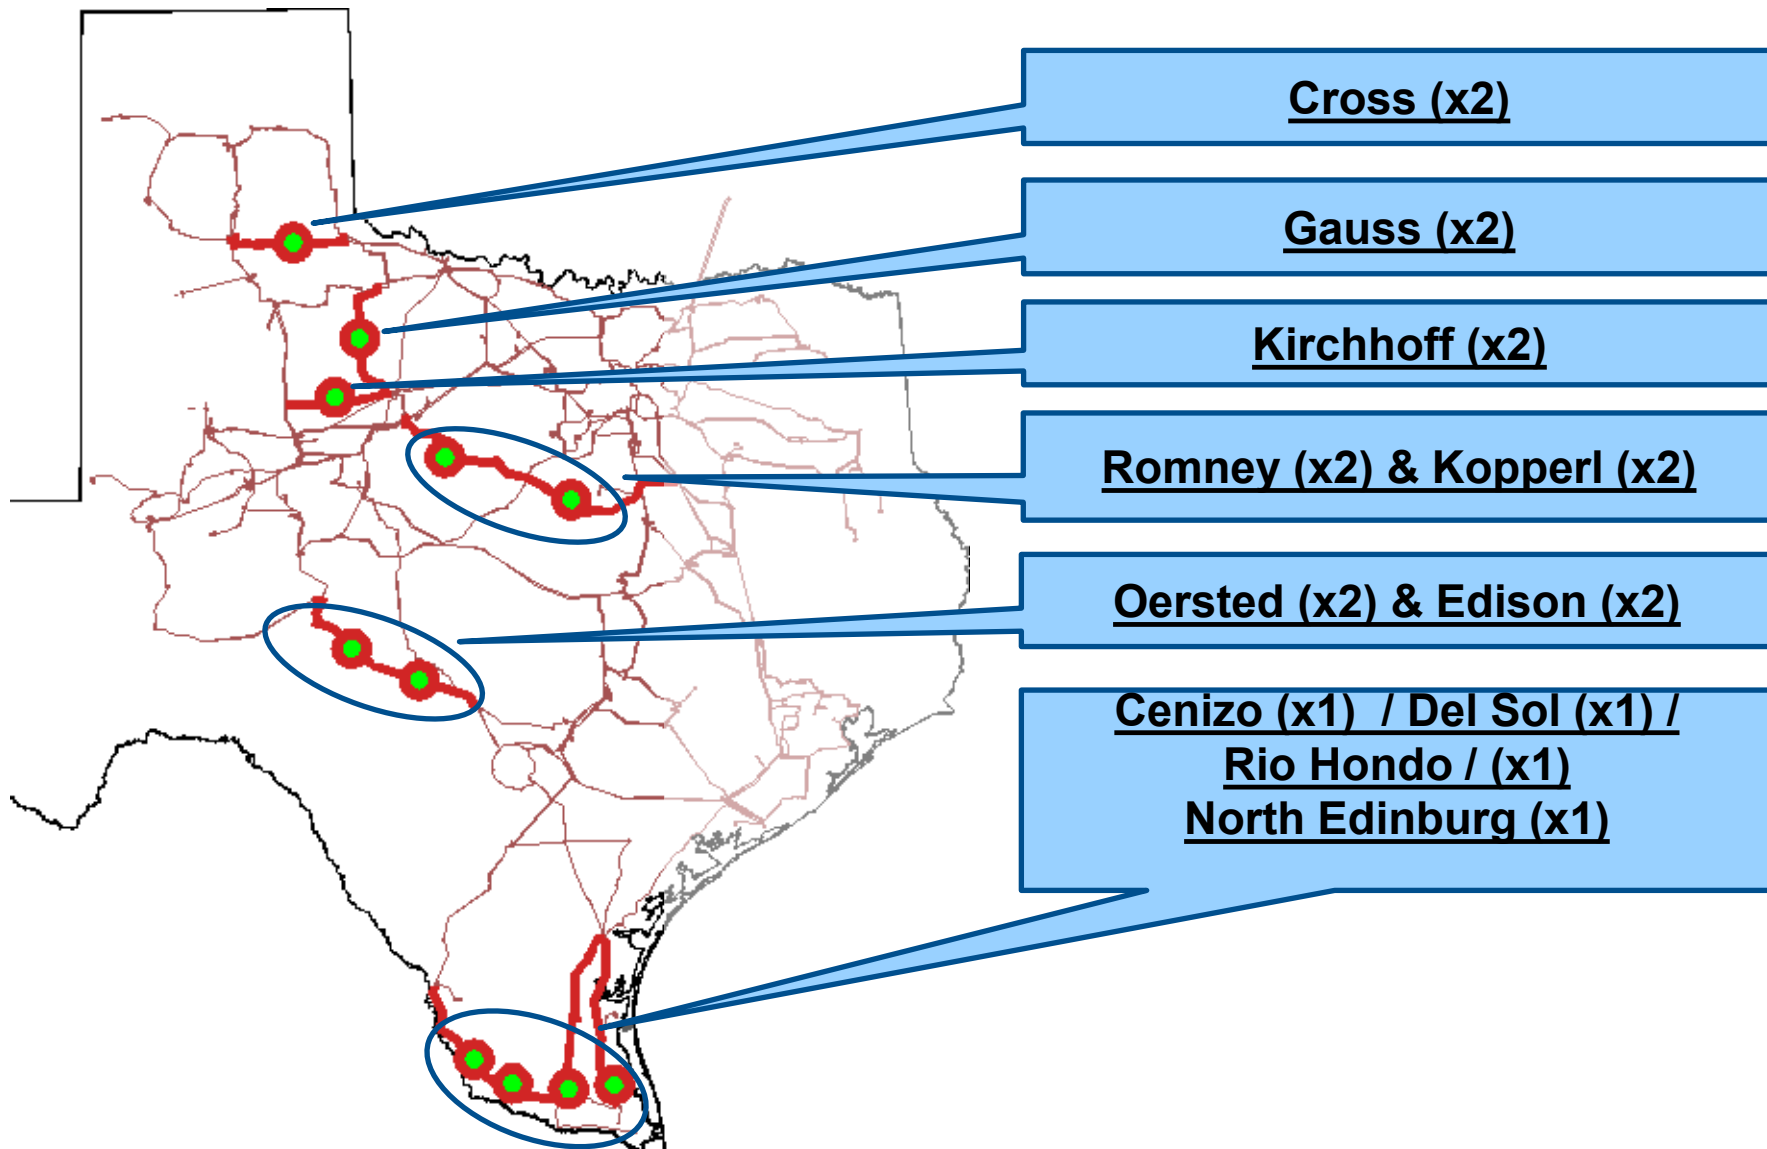 Cross (x2)
Gauss (x2)
Kirchhoff (x2)
Romney (x2) & Kopperl (x2)
Oersted (x2) & Edison (x2)
Cenizo (x1) / Del Sol (x1) /
Rio Hondo / (x1)
North Edinburg (x1)